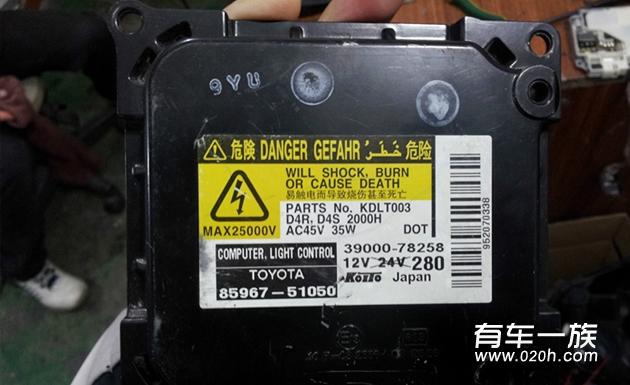 9YU
危険 DANGER GEFAHR خَطَر 危险
WILL SHOCK, BURN
OR CAUSE DEATH
易触电而导致烧伤甚至死亡
MAX25000V
PARTS No. KDLT003
D4R, D4S 2000H
AC45V 35W DOT
952070338
COMPUTER, LIGHT CONTROL
TOYOTA
85967-51050
39000-78258
12V 24V 280
KOITO Japan
有车一族
www.020h.com